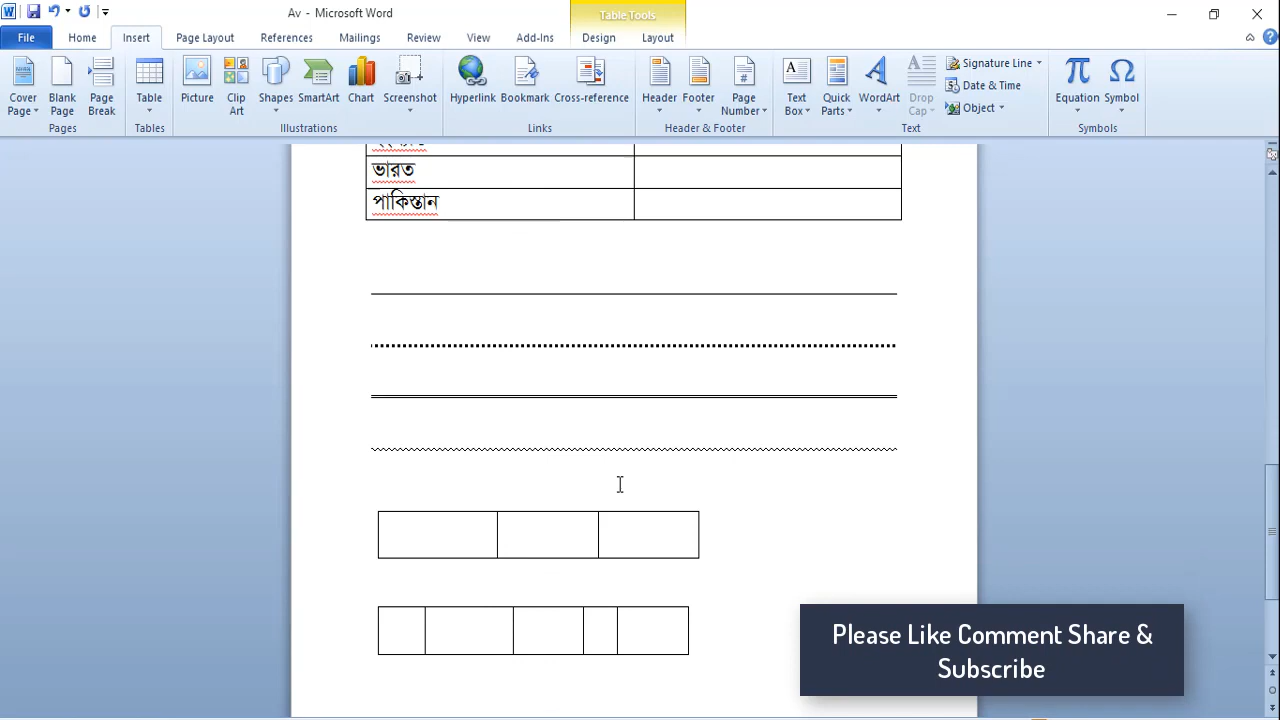 Av - Microsoft Word
Table Tools
File Home Insert Page Layout References Mailings Review View Add-Ins Design Layout
Cover Page Blank Page Page Break Table Picture Clip Art Shapes SmartArt Chart Screenshot Hyperlink Bookmark Cross-reference Header Footer Page Number Text Box Quick Parts WordArt Drop Cap Signature Line Date & Time Object Equation Symbol
Pages Tables Illustrations Links Header & Footer Text Symbols
ভারত
পাকিস্তান
Please Like Comment Share &
Subscribe